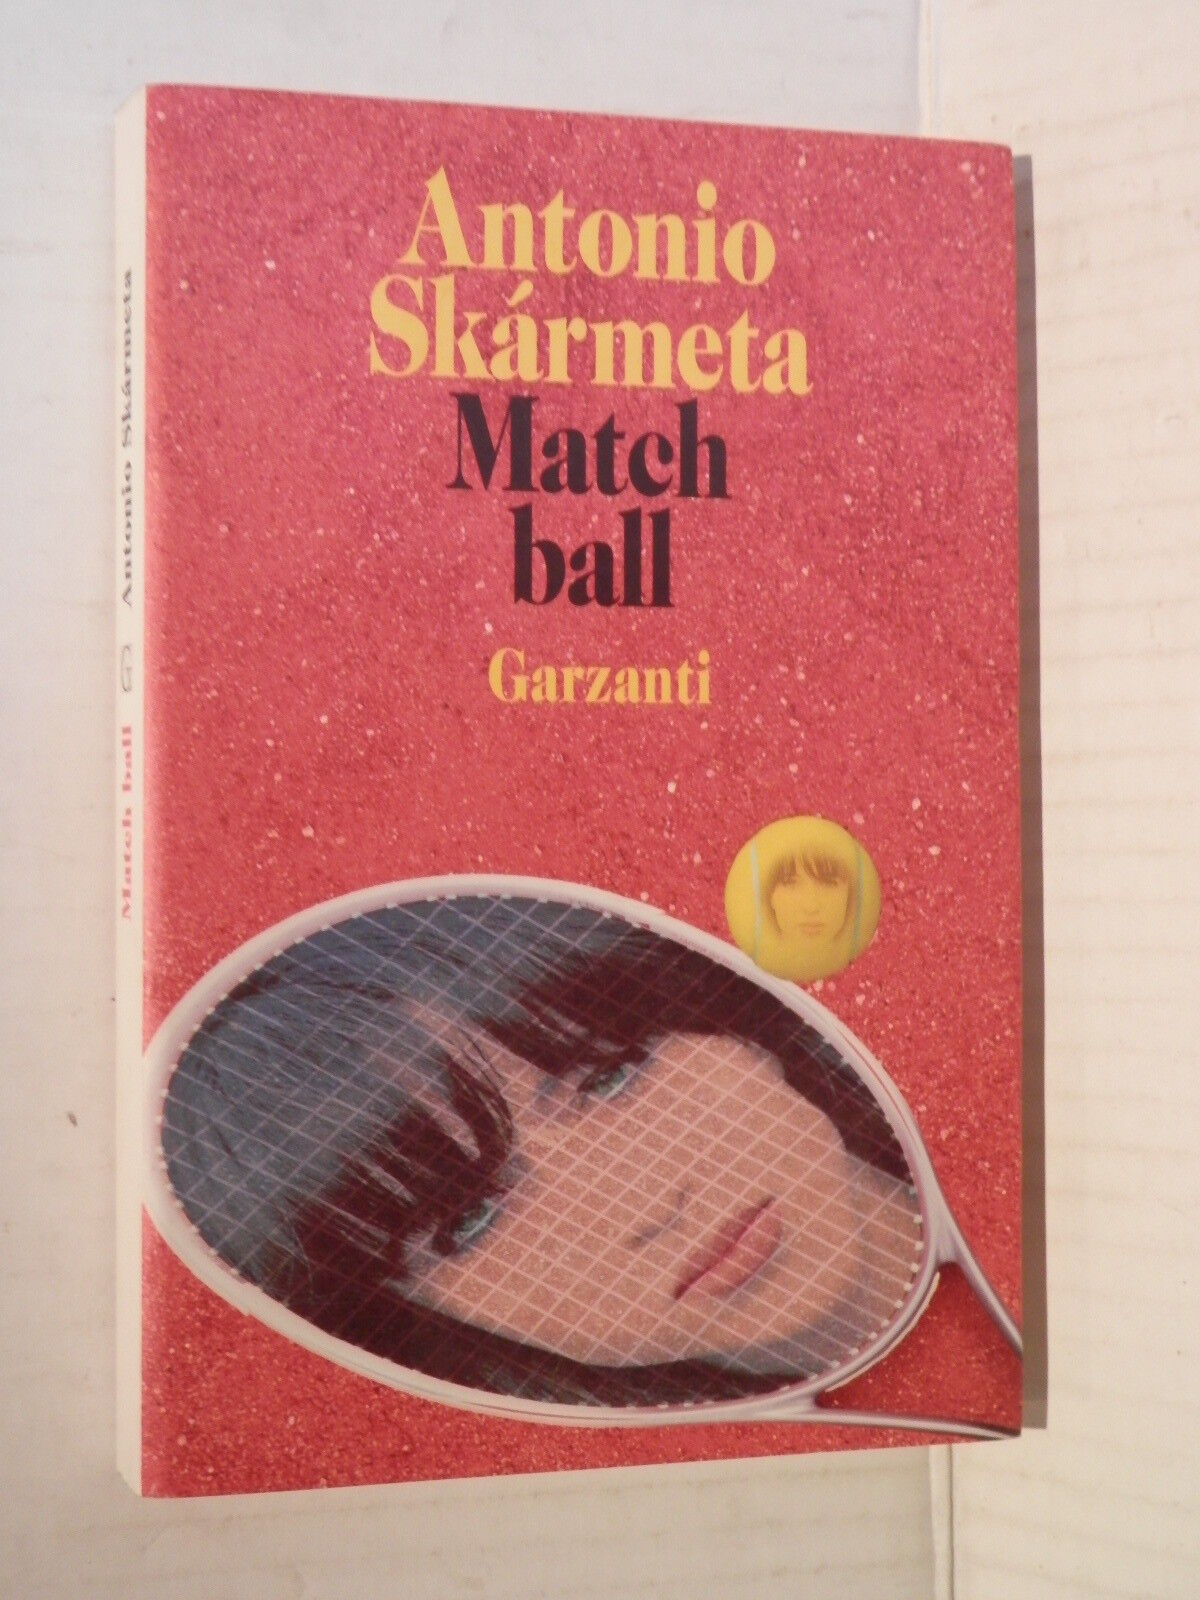 Antonio
Skármeta
Match
ball
Garzanti
Match ball Antonio Skármeta